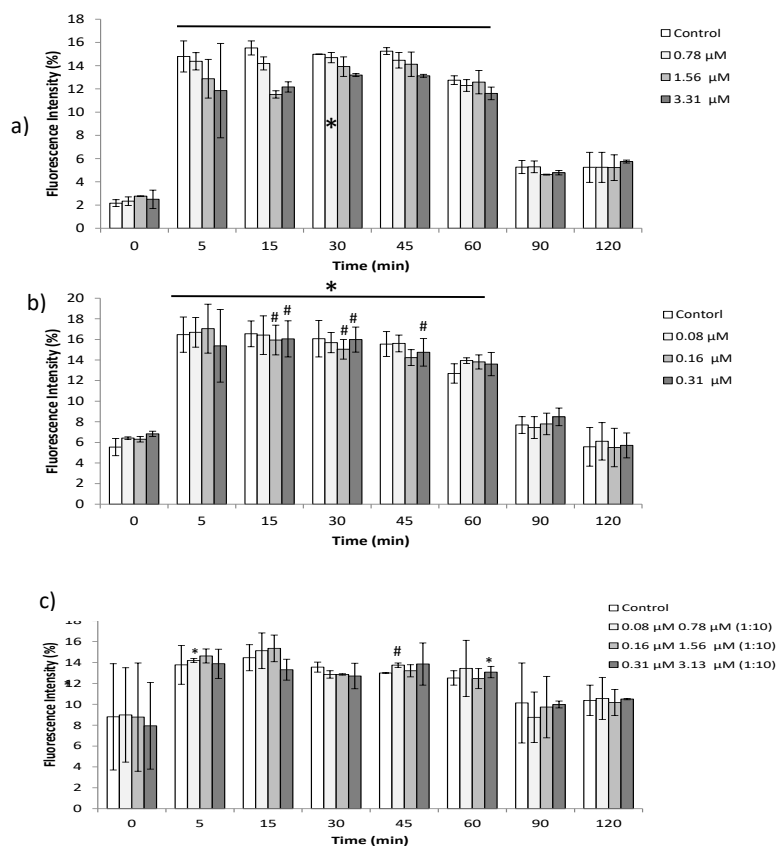 a)
Fluorescence Intensity (%)
18
16
14
12
10
8
6
4
2
0
*
0 5 15 30 45 60 90 120
Time (min)
Control
0.78 µM
1.56 µM
3.31 µM
b)
Fluorescence Intensity (%)
20
18
16
14
12
10
8
6
4
2
0
*
# # # # #
0 5 15 30 45 60 90 120
Time (min)
Contorl
0.08 µM
0.16 µM
0.31 µM
c)
Fluorescence Intensity (%)
18
16
14
12
10
8
6
4
2
0
* # *
0 5 15 30 45 60 90 120
Time (min)
Control
0.08 µM 0.78 µM (1:10)
0.16 µM 1.56 µM (1:10)
0.31 µM 3.13 µM (1:10)